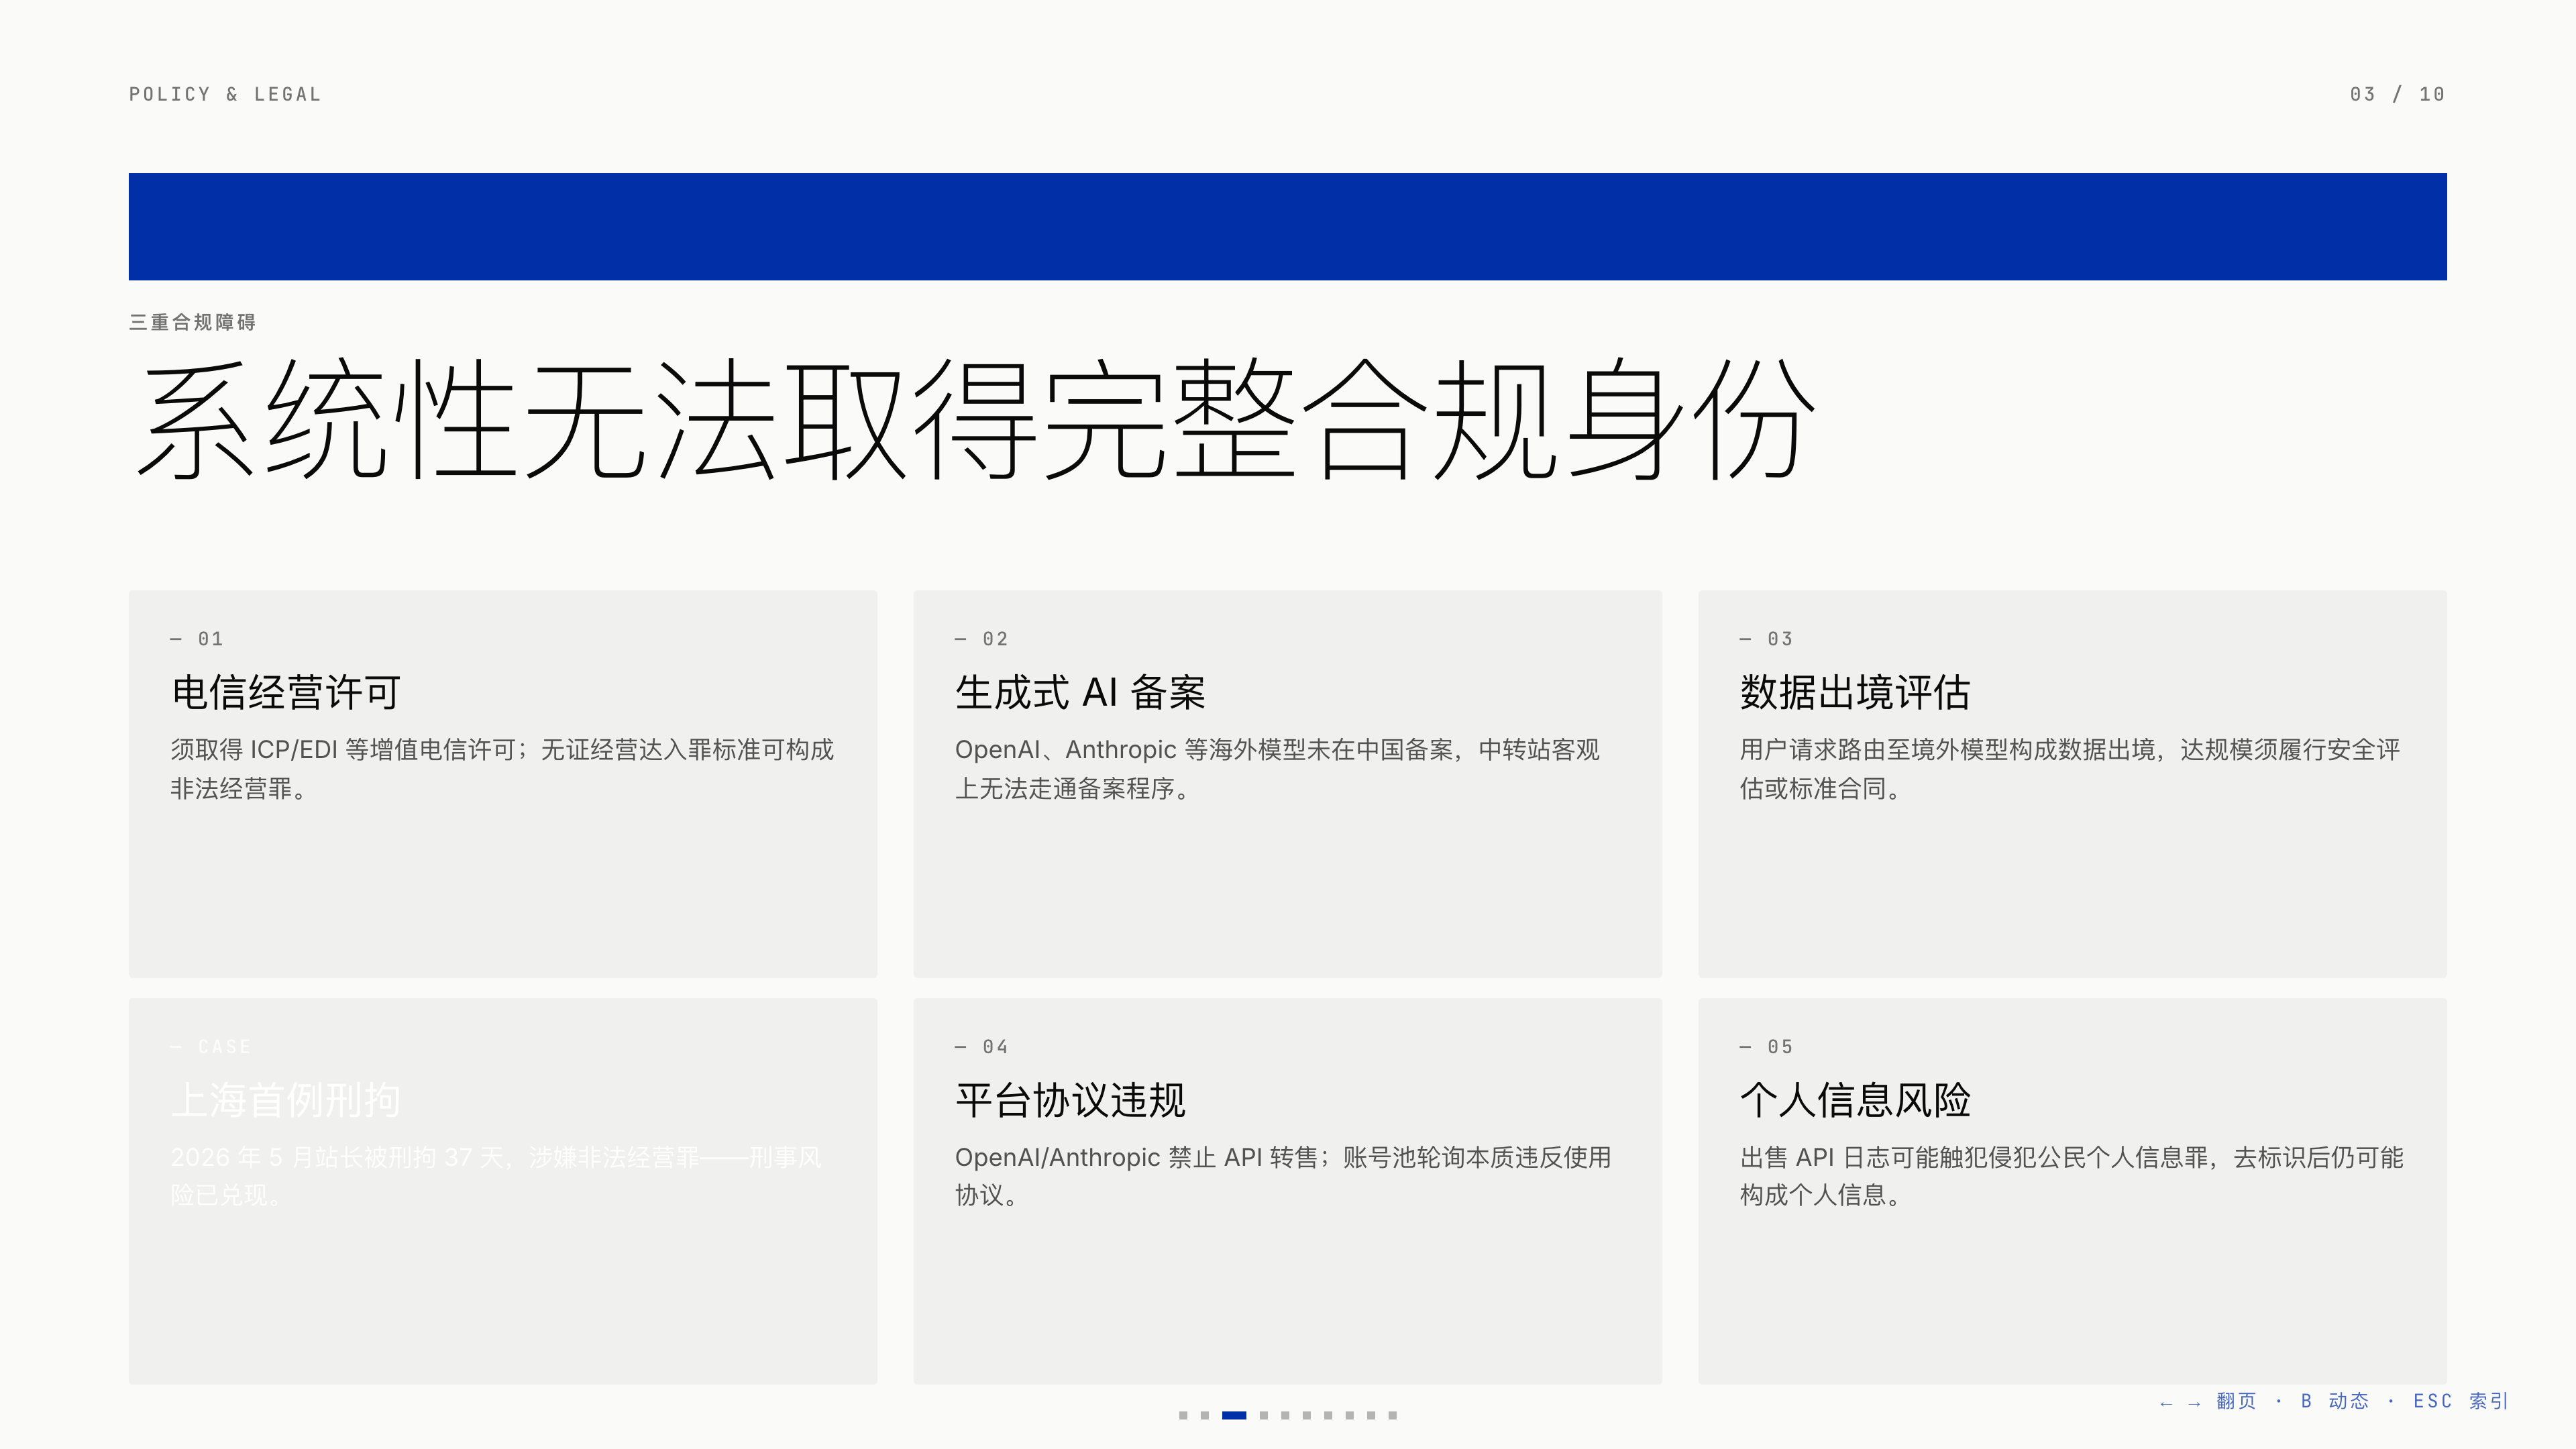 POLICY & LEGAL
03 / 10
三重合规障碍
系统性无法取得完整合规身份
— 01
电信经营许可
须取得 ICP/EDI 等增值电信许可；无证经营达入罪标准可构成
非法经营罪。
— 02
生成式 AI 备案
OpenAI、Anthropic 等海外模型未在中国备案，中转站客观
上无法走通备案程序。
— 03
数据出境评估
用户请求路由至境外模型构成数据出境，达规模须履行安全评
估或标准合同。
— CASE
上海首例刑拘
2026 年 5 月站长被刑拘 37 天，涉嫌非法经营罪——刑事风
险已兑现。
— 04
平台协议违规
OpenAI/Anthropic 禁止 API 转售；账号池轮询本质违反使用
协议。
— 05
个人信息风险
出售 API 日志可能触犯侵犯公民个人信息罪，去标识后仍可能
构成个人信息。
← → 翻页 · B 动态 · ESC 索引